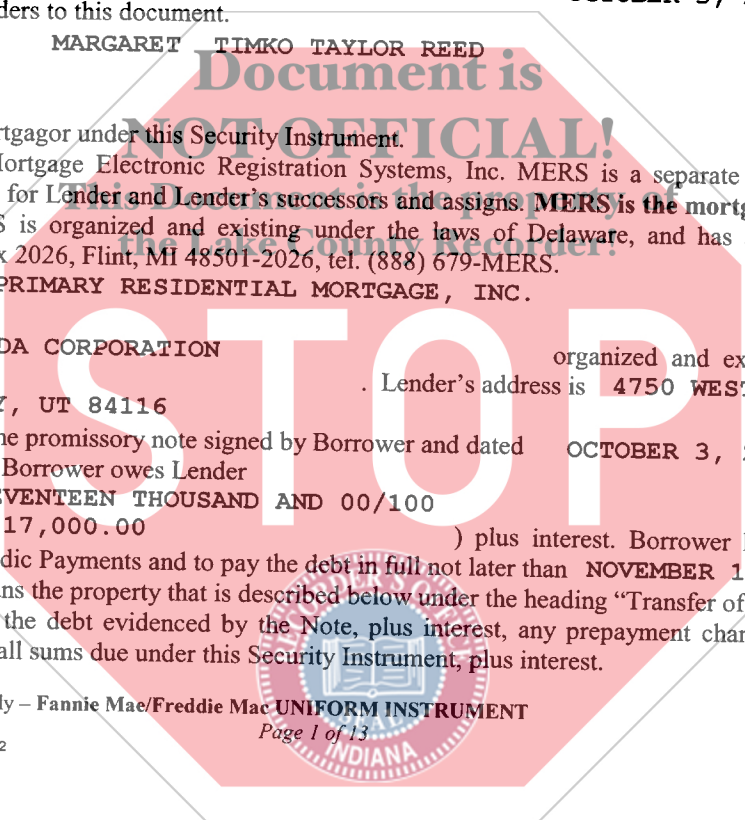 ders to this document.
MARGARET TIMKO TAYLOR REED
Document is
NOT OFFICIAL!
rtgagor under this Security Instrument.
Mortgage Electronic Registration Systems, Inc. MERS is a separate
This Document is the property of
for Lender and Lender's successors and assigns. MERS is the mortg
S is organized and existing under the laws of Delaware, and has
the Lake County Recorder!
x 2026, Flint, MI 48501-2026, tel. (888) 679-MERS.
PRIMARY RESIDENTIAL MORTGAGE, INC.
STOP
DA CORPORATION
organized and ex
. Lender's address is 4750 WEST
Y, UT 84116
he promissory note signed by Borrower and dated OCTOBER 3, 2
Borrower owes Lender
VENTEEN THOUSAND AND 00/100
17,000.00 ) plus interest. Borrower
dic Payments and to pay the debt in full not later than NOVEMBER 1
ns the property that is described below under the heading “Transfer of
the debt evidenced by the Note, plus interest, any prepayment char
all sums due under this Security Instrument, plus interest.
ly – Fannie Mae/Freddie Mac UNIFORM INSTRUMENT
Page 1 of 13
2
SEAL
INDIANA